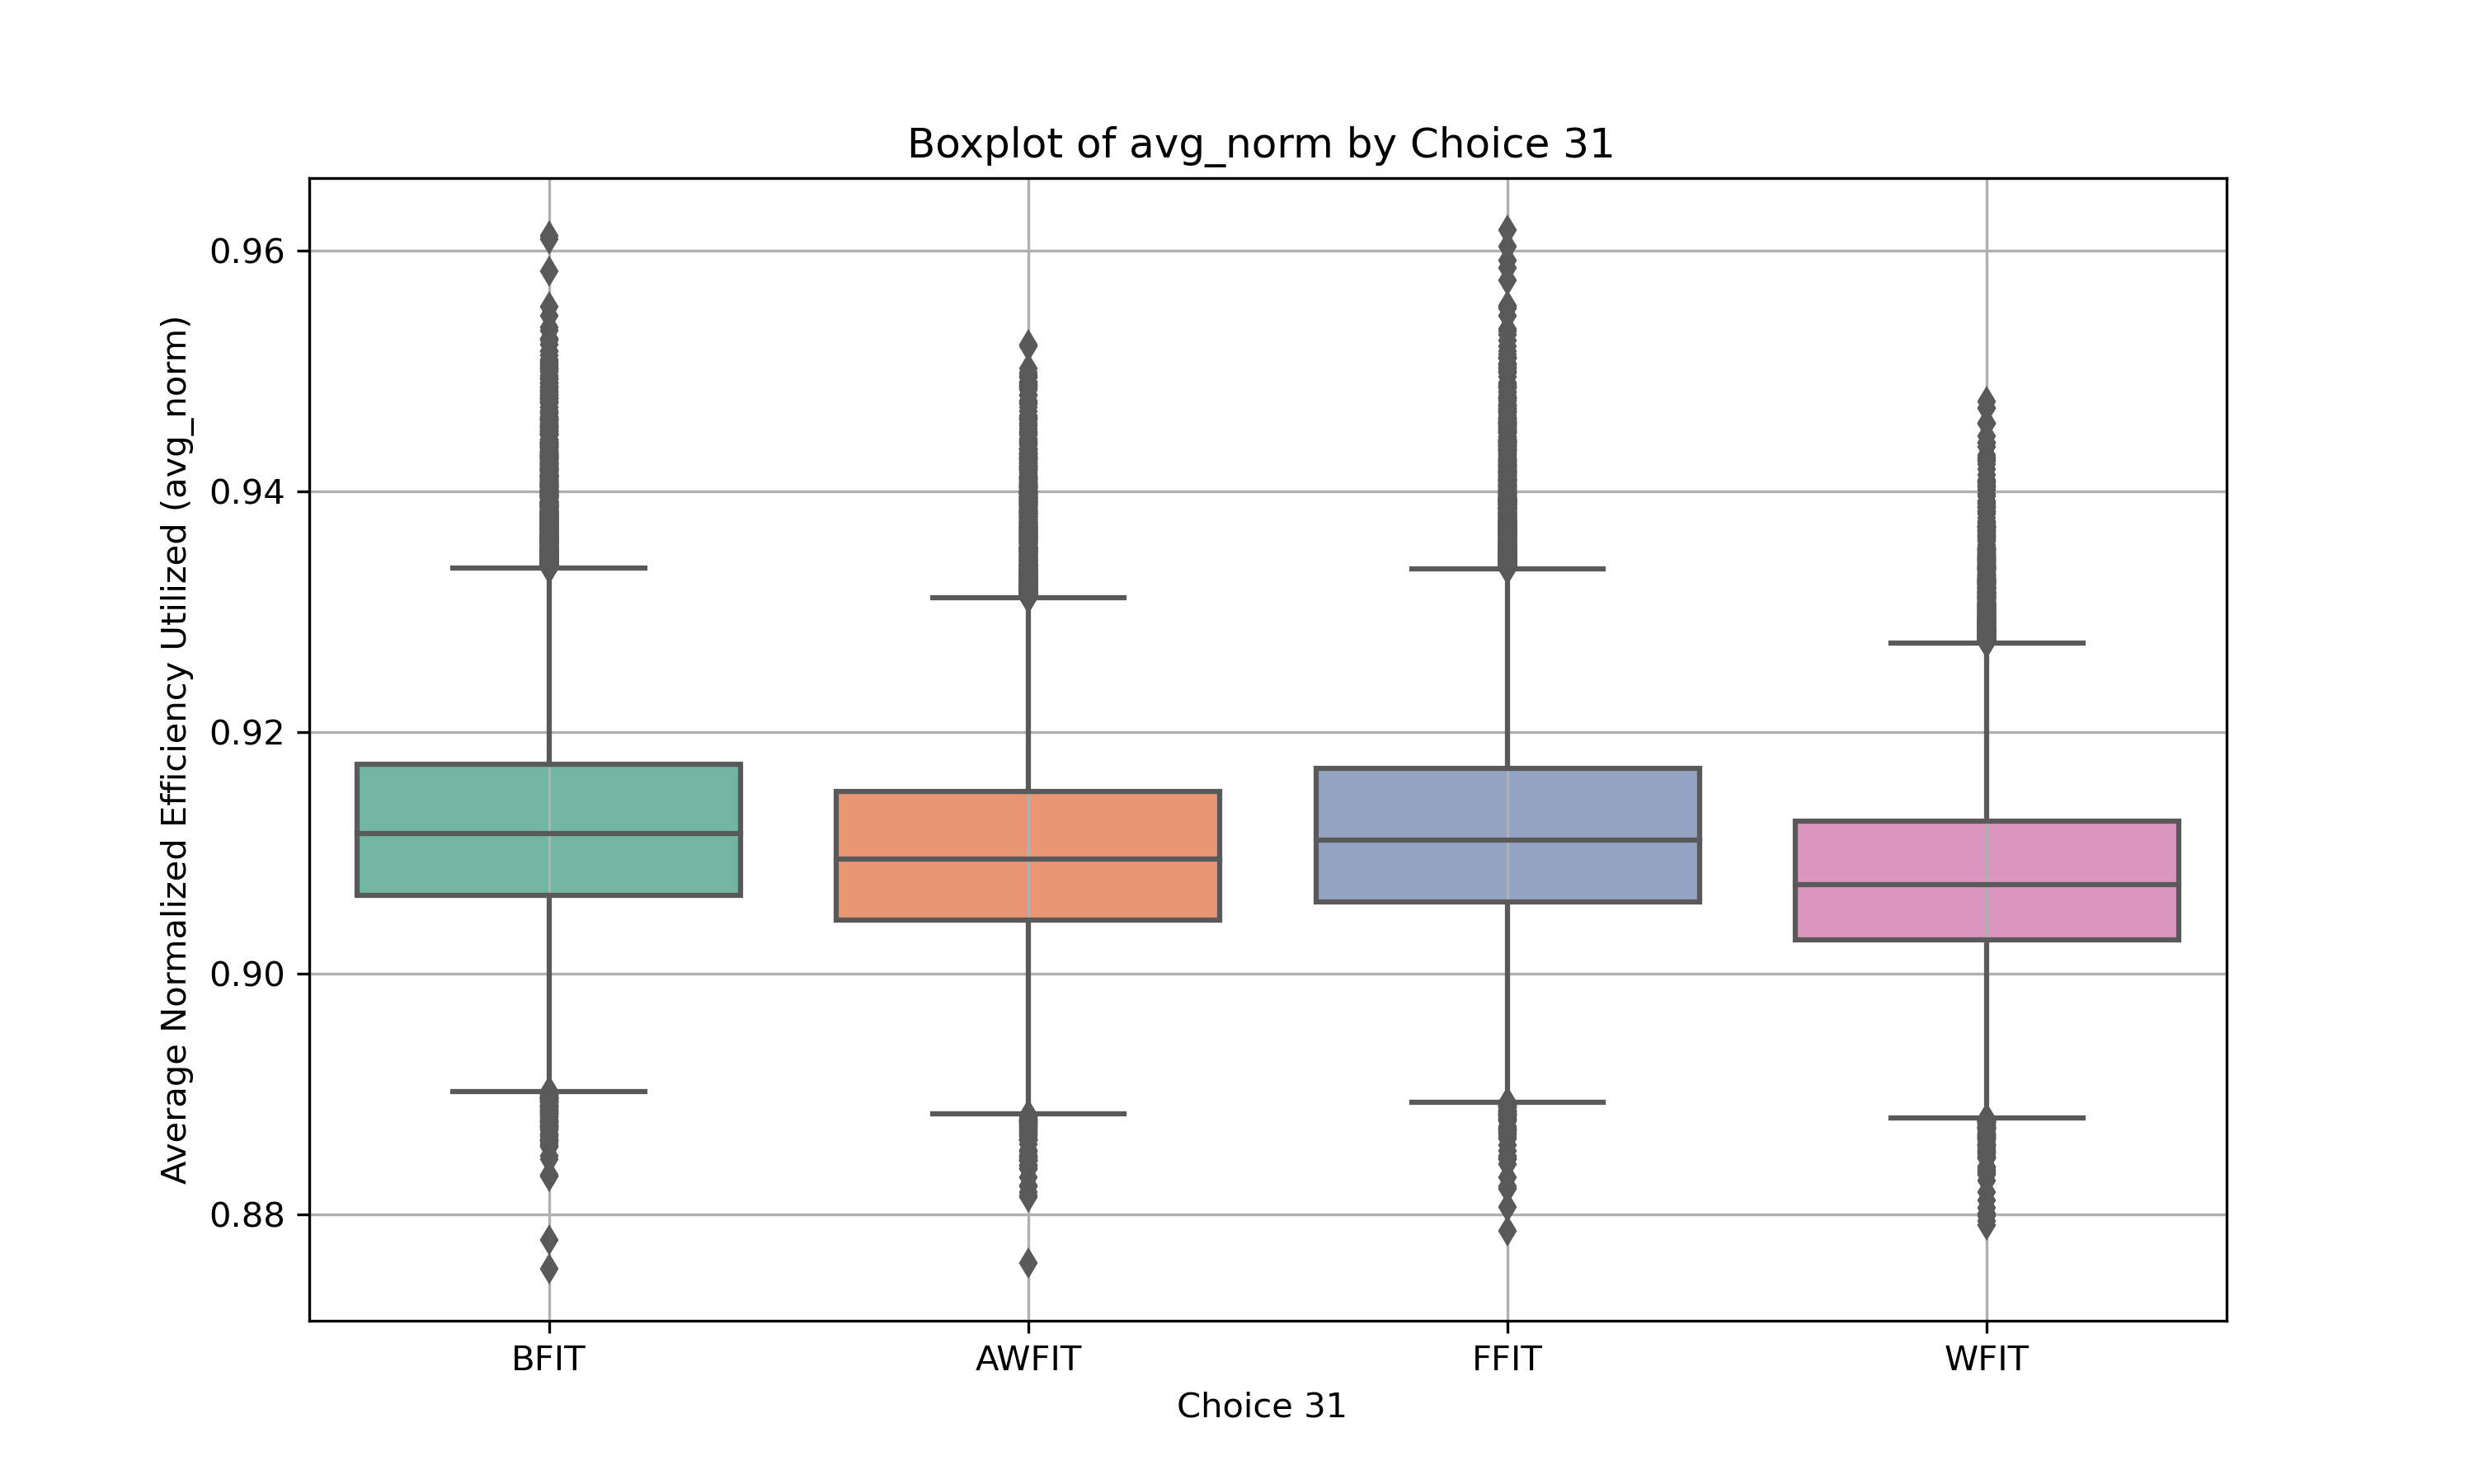 Boxplot of avg_norm by Choice 31
Average Normalized Efficiency Utilized (avg_norm)
0.96
0.94
0.92
0.90
0.88
BFIT AWFIT FFIT WFIT
Choice 31